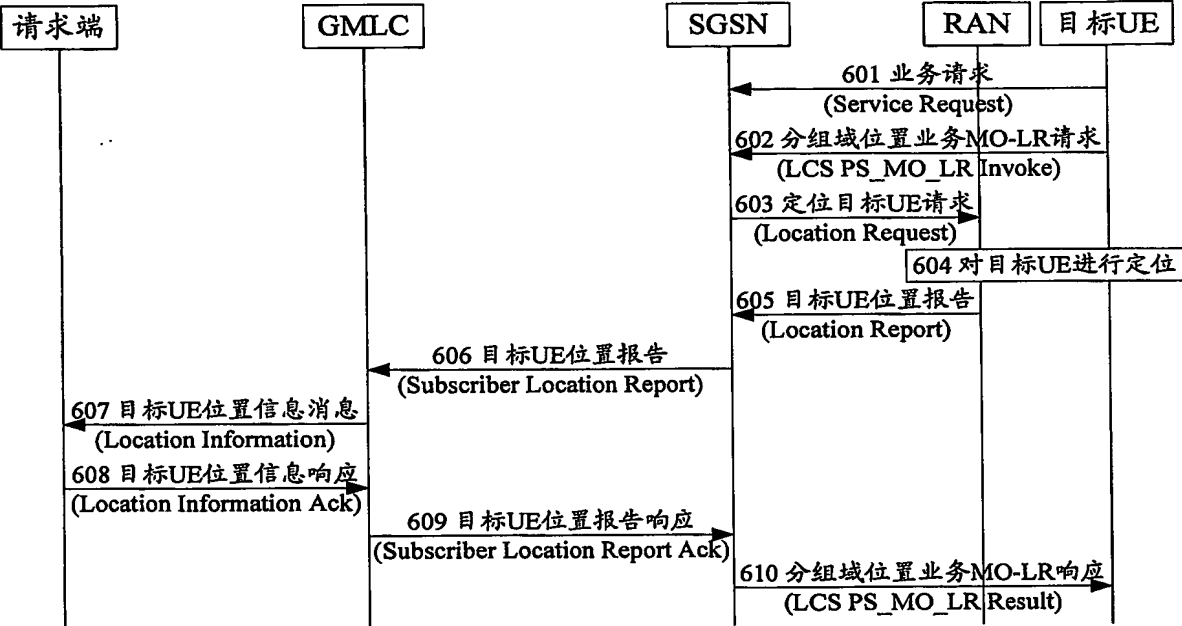 请求端
GMLC
SGSN
RAN
目标UE
601 业务请求
(Service Request)
602 分组域位置业务MO-LR请求
(LCS PS_MO_LR Invoke)
603 定位目标UE请求
(Location Request)
604 对目标UE进行定位
605 目标UE位置报告
(Location Report)
606 目标UE位置报告
(Subscriber Location Report)
607 目标UE位置信息消息
(Location Information)
608 目标UE位置信息响应
(Location Information Ack)
609 目标UE位置报告响应
(Subscriber Location Report Ack)
610 分组域位置业务MO-LR响应
(LCS PS_MO_LR Result)